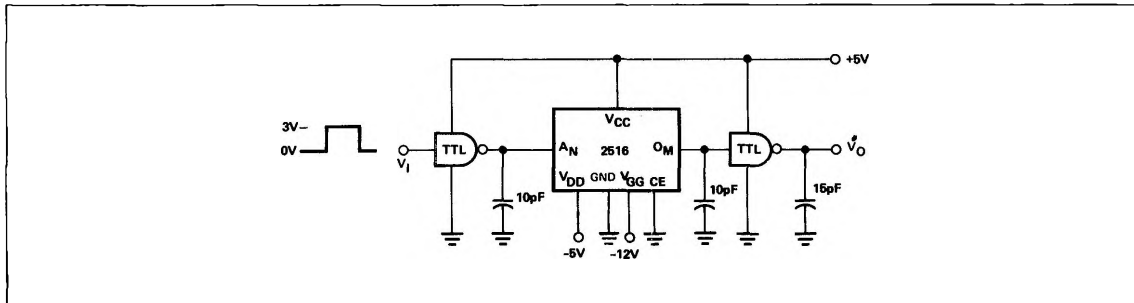 +5V
VCC
3V–
0V
VI
TTL
AN
2516
OM
TTL
VO
VDD
GND
VGG
CE
10pF
10pF
15pF
–5V
–12V